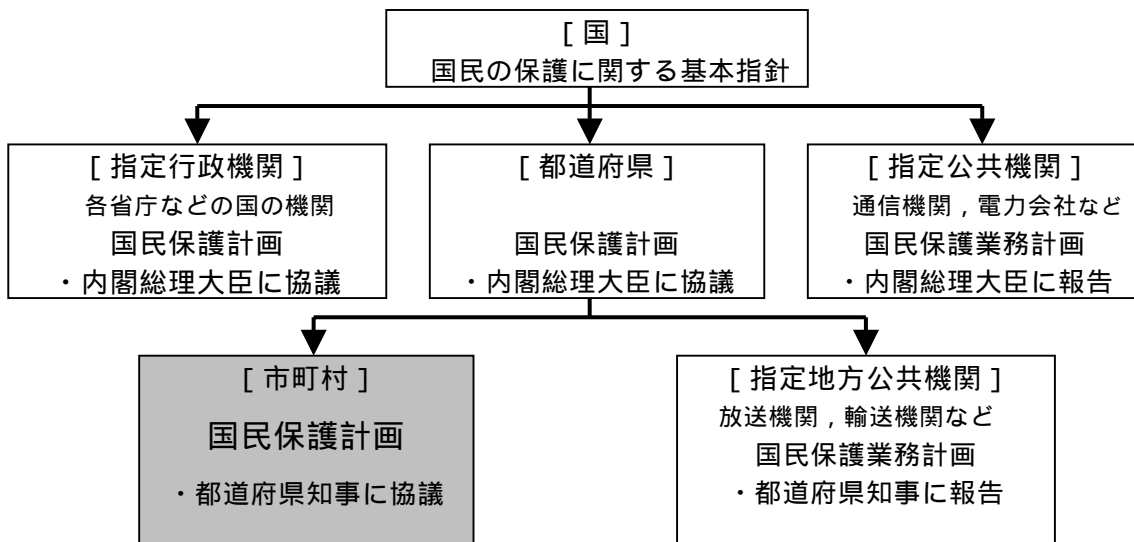 [ 国 ]
国民の保護に関する基本指針
[ 指定行政機関 ]
各省庁などの国の機関
国民保護計画
・内閣総理大臣に協議
[ 都道府県 ]
国民保護計画
・内閣総理大臣に協議
[ 指定公共機関 ]
通信機関 , 電力会社など
国民保護業務計画
・内閣総理大臣に報告
[ 市町村 ]
国民保護計画
・都道府県知事に協議
[ 指定地方公共機関 ]
放送機関 , 輸送機関など
国民保護業務計画
・都道府県知事に報告